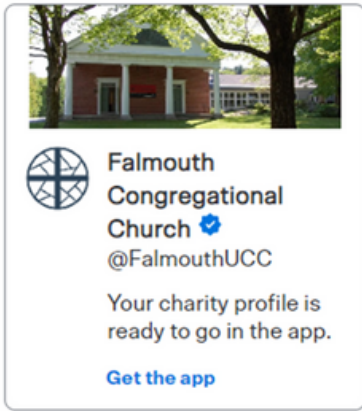 Falmouth
Congregational
Church
@FalmouthUCC
Your charity profile is
ready to go in the app.
Get the app